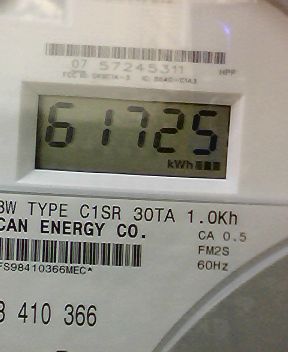 07 57245311
HPF
61725
kWh
TYPE C1SR 30TA 1.0Kh
CAN ENERGY CO.
CA 0.5
FM2S
FS98410366MEC*
60Hz
410 366